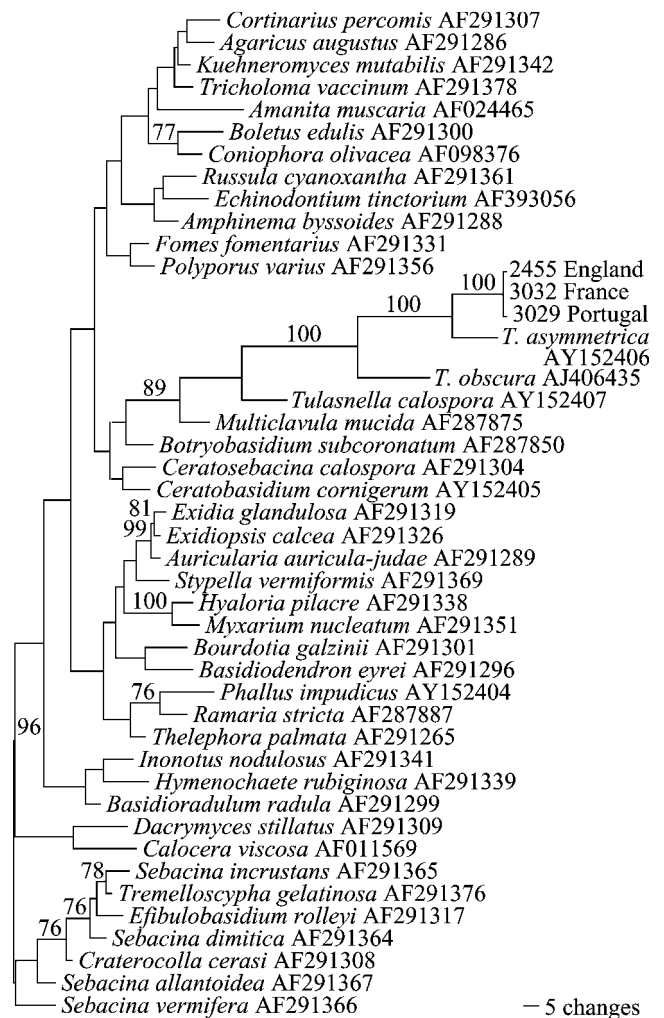 Cortinarius percomis AF291307
Agaricus augustus AF291286
Kuehneromyces mutabilis AF291342
Tricholoma vaccinum AF291378
Amanita muscaria AF024465
77
Boletus edulis AF291300
Coniophora olivacea AF098376
Russula cyanoxantha AF291361
Echinodontium tinctorium AF393056
Amphinema byssoides AF291288
Fomes fomentarius AF291331
Polyporus varius AF291356
2455 England
100
3032 France
100
3029 Portugal
100
T. asymmetrica
AY152406
T. obscura AJ406435
89
Tulasnella calospora AY152407
Multiclavula mucida AF287875
Botryobasidium subcoronatum AF287850
Ceratosebacina calospora AF291304
Ceratobasidium cornigerum AY152405
81
Exidia glandulosa AF291319
99
Exidiopsis calcea AF291326
Auricularia auricula-judae AF291289
Stypella vermiformis AF291369
100
Hyaloria pilacre AF291338
Myxarium nucleatum AF291351
Bourdotia galzinii AF291301
Basidiodendron eyrei AF291296
76
Phallus impudicus AY152404
Ramaria stricta AF287887
96
Thelephora palmata AF291265
Inonotus nodulosus AF291341
Hymenochaete rubiginosa AF291339
Basidioradulum radula AF291299
Dacrymyces stillatus AF291309
Calocera viscosa AF011569
78
Sebacina incrustans AF291365
Tremelloscypha gelatinosa AF291376
76
Efibulobasidium rolleyi AF291317
76
Sebacina dimitica AF291364
Craterocolla cerasi AF291308
Sebacina allantoidea AF291367
Sebacina vermifera AF291366
5 changes